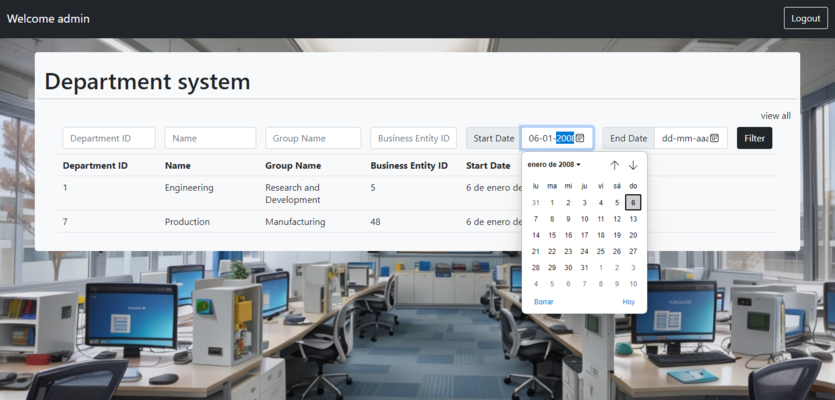 Welcome admin
Logout
Department system
view all
Department ID
Name
Group Name
Business Entity ID
Start Date
06-01-2008
End Date
dd-mm-aaa
Filter
Department ID Name Group Name Business Entity ID Start Date
1 Engineering Research and Development 5 6 de enero de
7 Production Manufacturing 48 6 de enero de
enero de 2008
lu ma mi ju vi sá do
31 1 2 3 4 5 6
7 8 9 10 11 12 13
14 15 16 17 18 19 20
21 22 23 24 25 26 27
28 29 30 31 1 2 3
4 5 6 7 8 9 10
Borrar Hoy